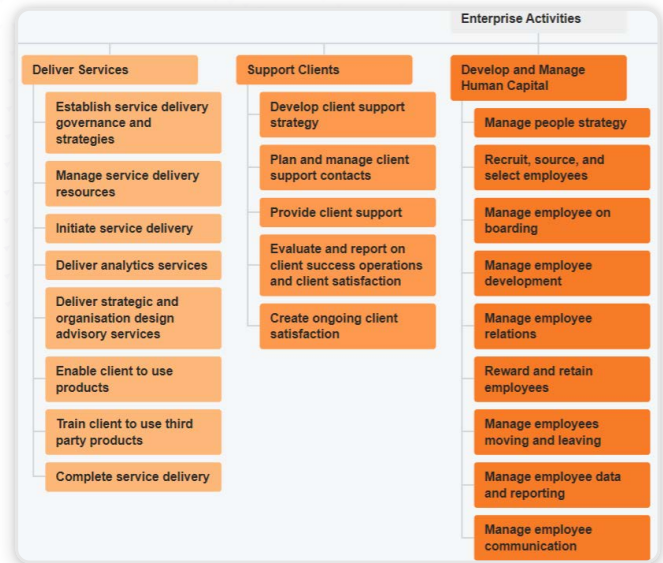 Enterprise Activities
Deliver Services
Establish service delivery
governance and
strategies
Manage service delivery
resources
Initiate service delivery
Deliver analytics services
Deliver strategic and
organisation design
advisory services
Enable client to use
products
Train client to use third
party products
Complete service delivery
Support Clients
Develop client support
strategy
Plan and manage client
support contacts
Provide client support
Evaluate and report on
client success operations
and client satisfaction
Create ongoing client
satisfaction
Develop and Manage
Human Capital
Manage people strategy
Recruit, source, and
select employees
Manage employee on
boarding
Manage employee
development
Manage employee
relations
Reward and retain
employees
Manage employees
moving and leaving
Manage employee data
and reporting
Manage employee
communication